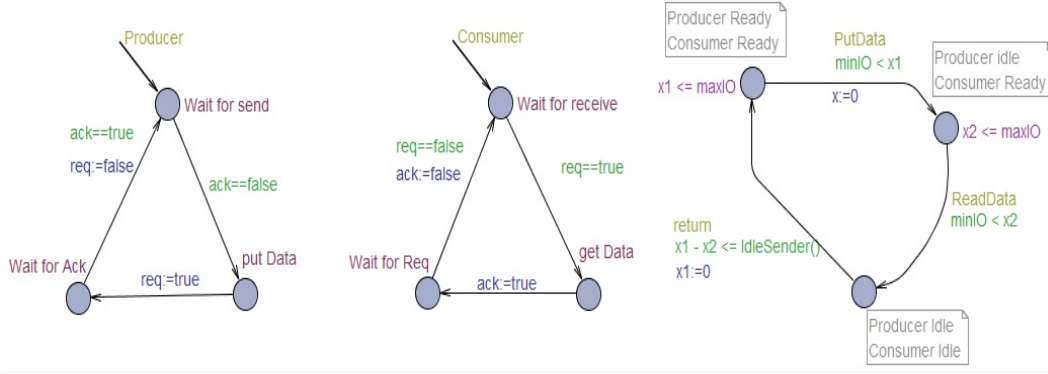 Producer
Wait for send
ack==true
req:=false
ack==false
Wait for Ack
put Data
req:=true
Consumer
Wait for receive
req==false
ack:=false
req==true
Wait for Req
get Data
ack:=true
Producer Ready
Consumer Ready
x1 <= maxIO
PutData
minIO < x1
x:=0
Producer idle
Consumer Ready
x2 <= maxIO
ReadData
minIO < x2
return
x1 - x2 <= IdleSender()
x1:=0
Producer Idle
Consumer Idle